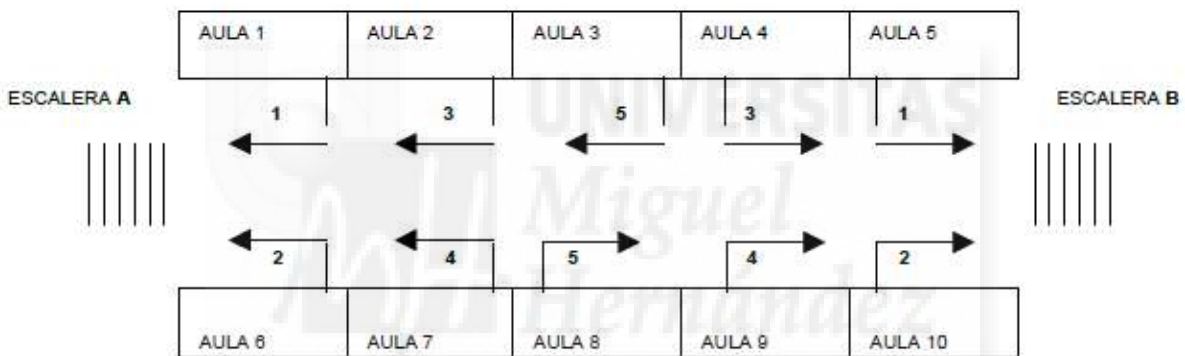 AULA 1 AULA 2 AULA 3 AULA 4 AULA 5
ESCALERA A ESCALERA B
1 3 5 3 1
2 4 5 4 2
AULA 6 AULA 7 AULA 8 AULA 9 AULA 10
UNIVERSITAS
Miguel
Hernández